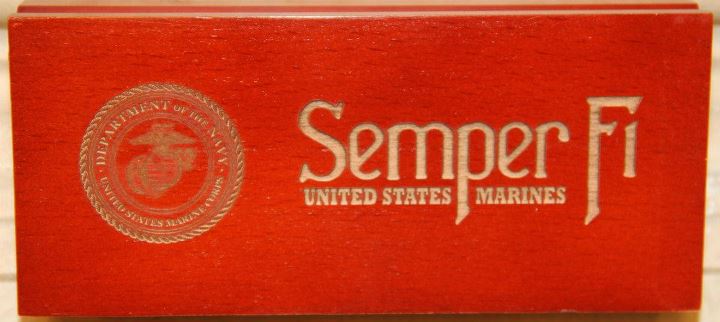 DEPARTMENT OF THE NAVY
UNITED STATES MARINE CORPS
Semper Fi
UNITED STATES MARINES